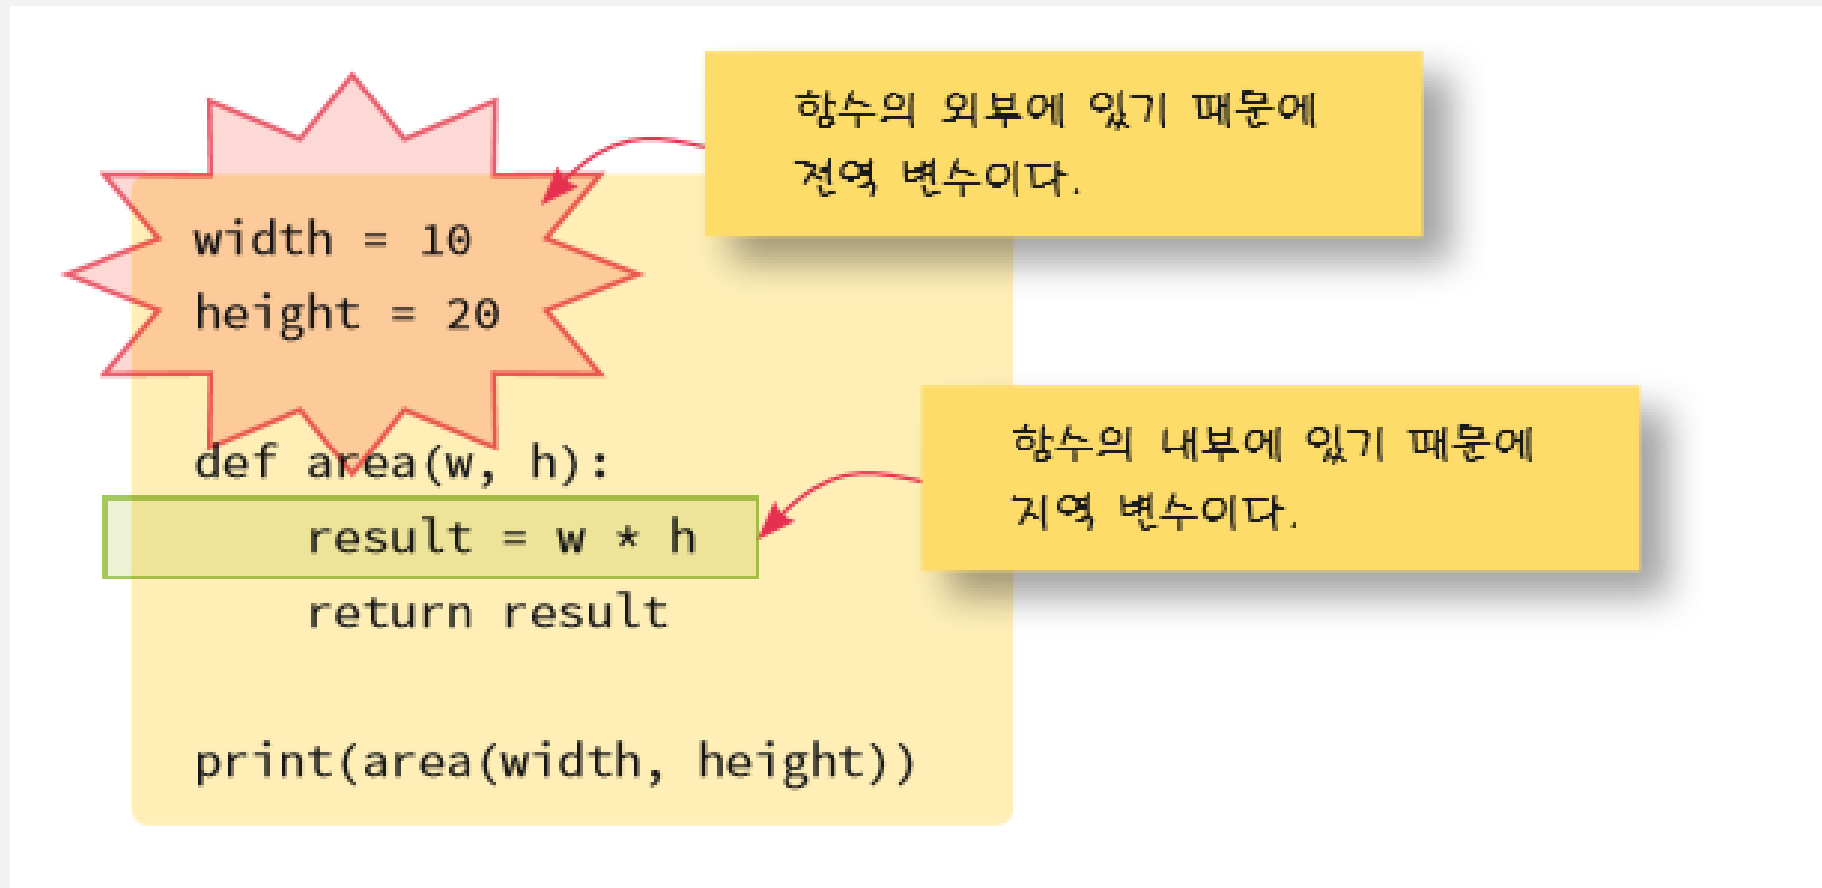 함수의 외부에 있기 때문에
전역 변수이다.
width = 10
height = 20
def area(w, h):
    result = w * h
    return result
print(area(width, height))
함수의 내부에 있기 때문에
지역 변수이다.